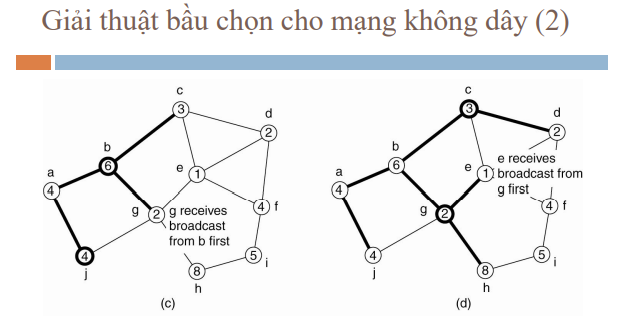 Giải thuật bầu chọn cho mạng không dây (2)
c
3
d
2
b
6
a
4
e
1
g
2
g receives
broadcast
from b first
4
f
4
j
5
i
8
h
(c)
c
3
d
2
b
6
a
4
e
1
e receives
broadcast from
g first
g
2
4
f
4
j
5
i
8
h
(d)